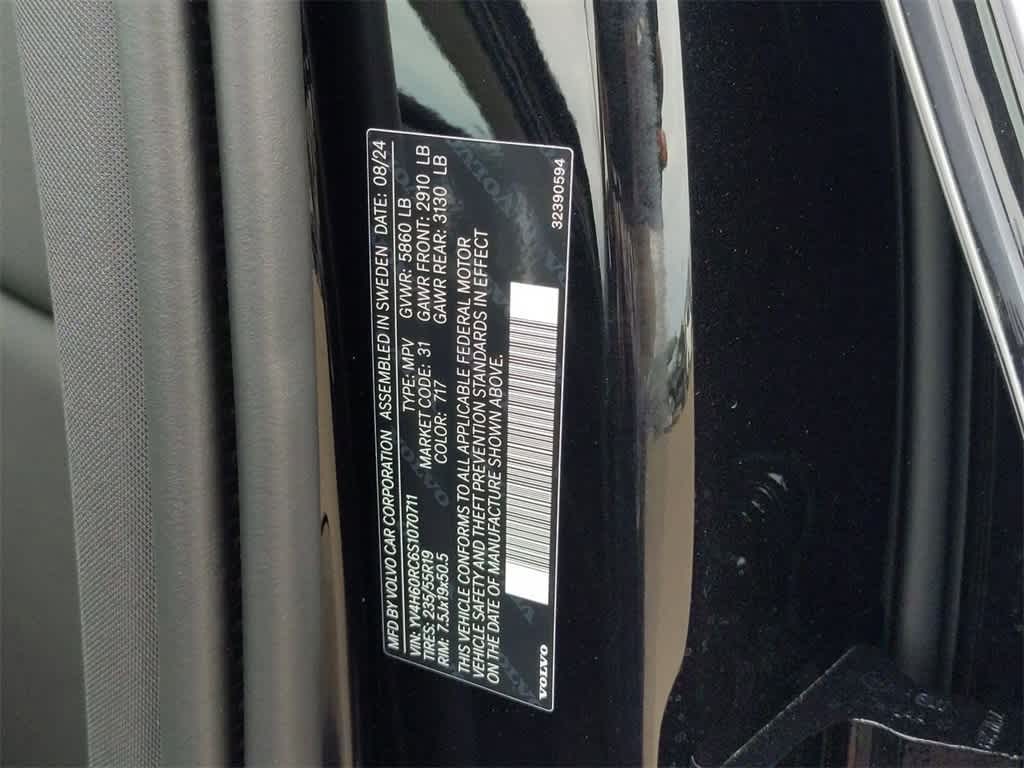 MFD BY VOLVO CAR CORPORATION ASSEMBLED IN SWEDEN DATE: 08/24
VIN: YV4H60RC6S1070711 TYPE: MPV GVWR: 5860 LB
TIRES: 235/55R19 MARKET CODE: 31 GAWR FRONT: 2910 LB
RIM: 7.5Jx19x50.5 COLOR: 717 GAWR REAR: 3130 LB
THIS VEHICLE CONFORMS TO ALL APPLICABLE FEDERAL MOTOR
VEHICLE SAFETY AND THEFT PREVENTION STANDARDS IN EFFECT
ON THE DATE OF MANUFACTURE SHOWN ABOVE.
VOLVO 32390594